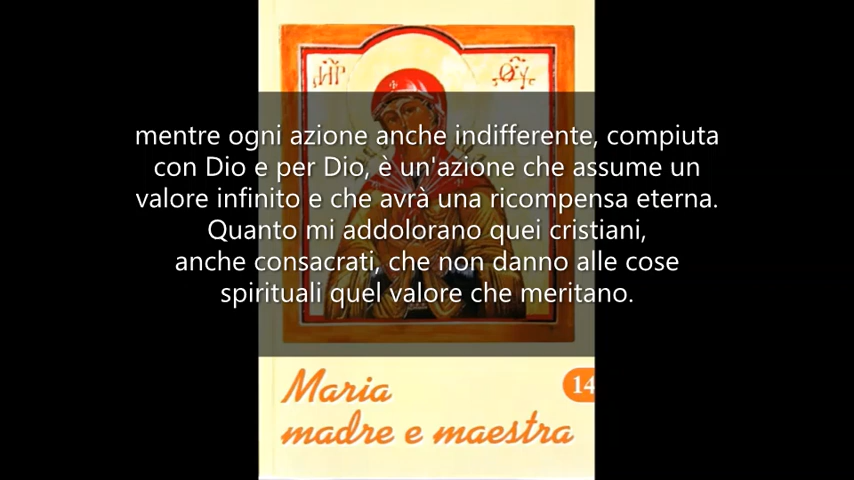 ΜΡ
ΟΥ
mentre ogni azione anche indifferente, compiuta
con Dio e per Dio, è un'azione che assume un
valore infinito e che avrà una ricompensa eterna.
Quanto mi addolorano quei cristiani,
anche consacrati, che non danno alle cose
spirituali quel valore che meritano.
Maria
14
madre e maestra